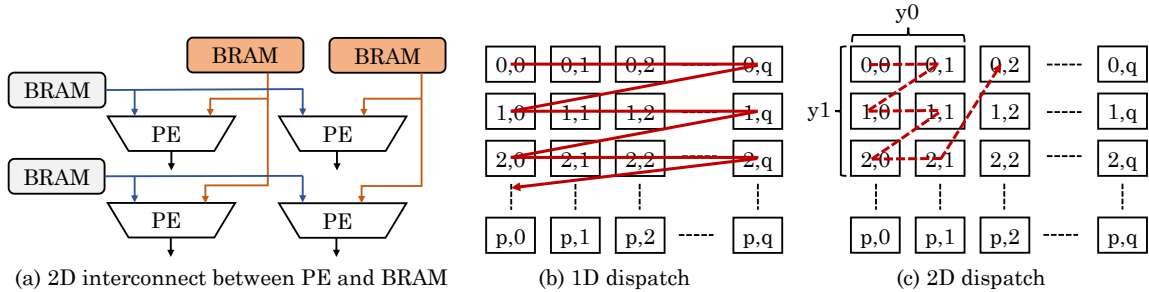 BRAM BRAM
BRAM
PE PE
BRAM
PE PE
(a) 2D interconnect between PE and BRAM
0,0 0,1 0,2 0,q
1,0 1,1 1,2 1,q
2,0 2,1 2,2 2,q
p,0 p,1 p,2 p,q
(b) 1D dispatch
y0
y1
0,0 0,1 0,2 0,q
1,0 1,1 1,2 1,q
2,0 2,1 2,2 2,q
p,0 p,1 p,2 p,q
(c) 2D dispatch